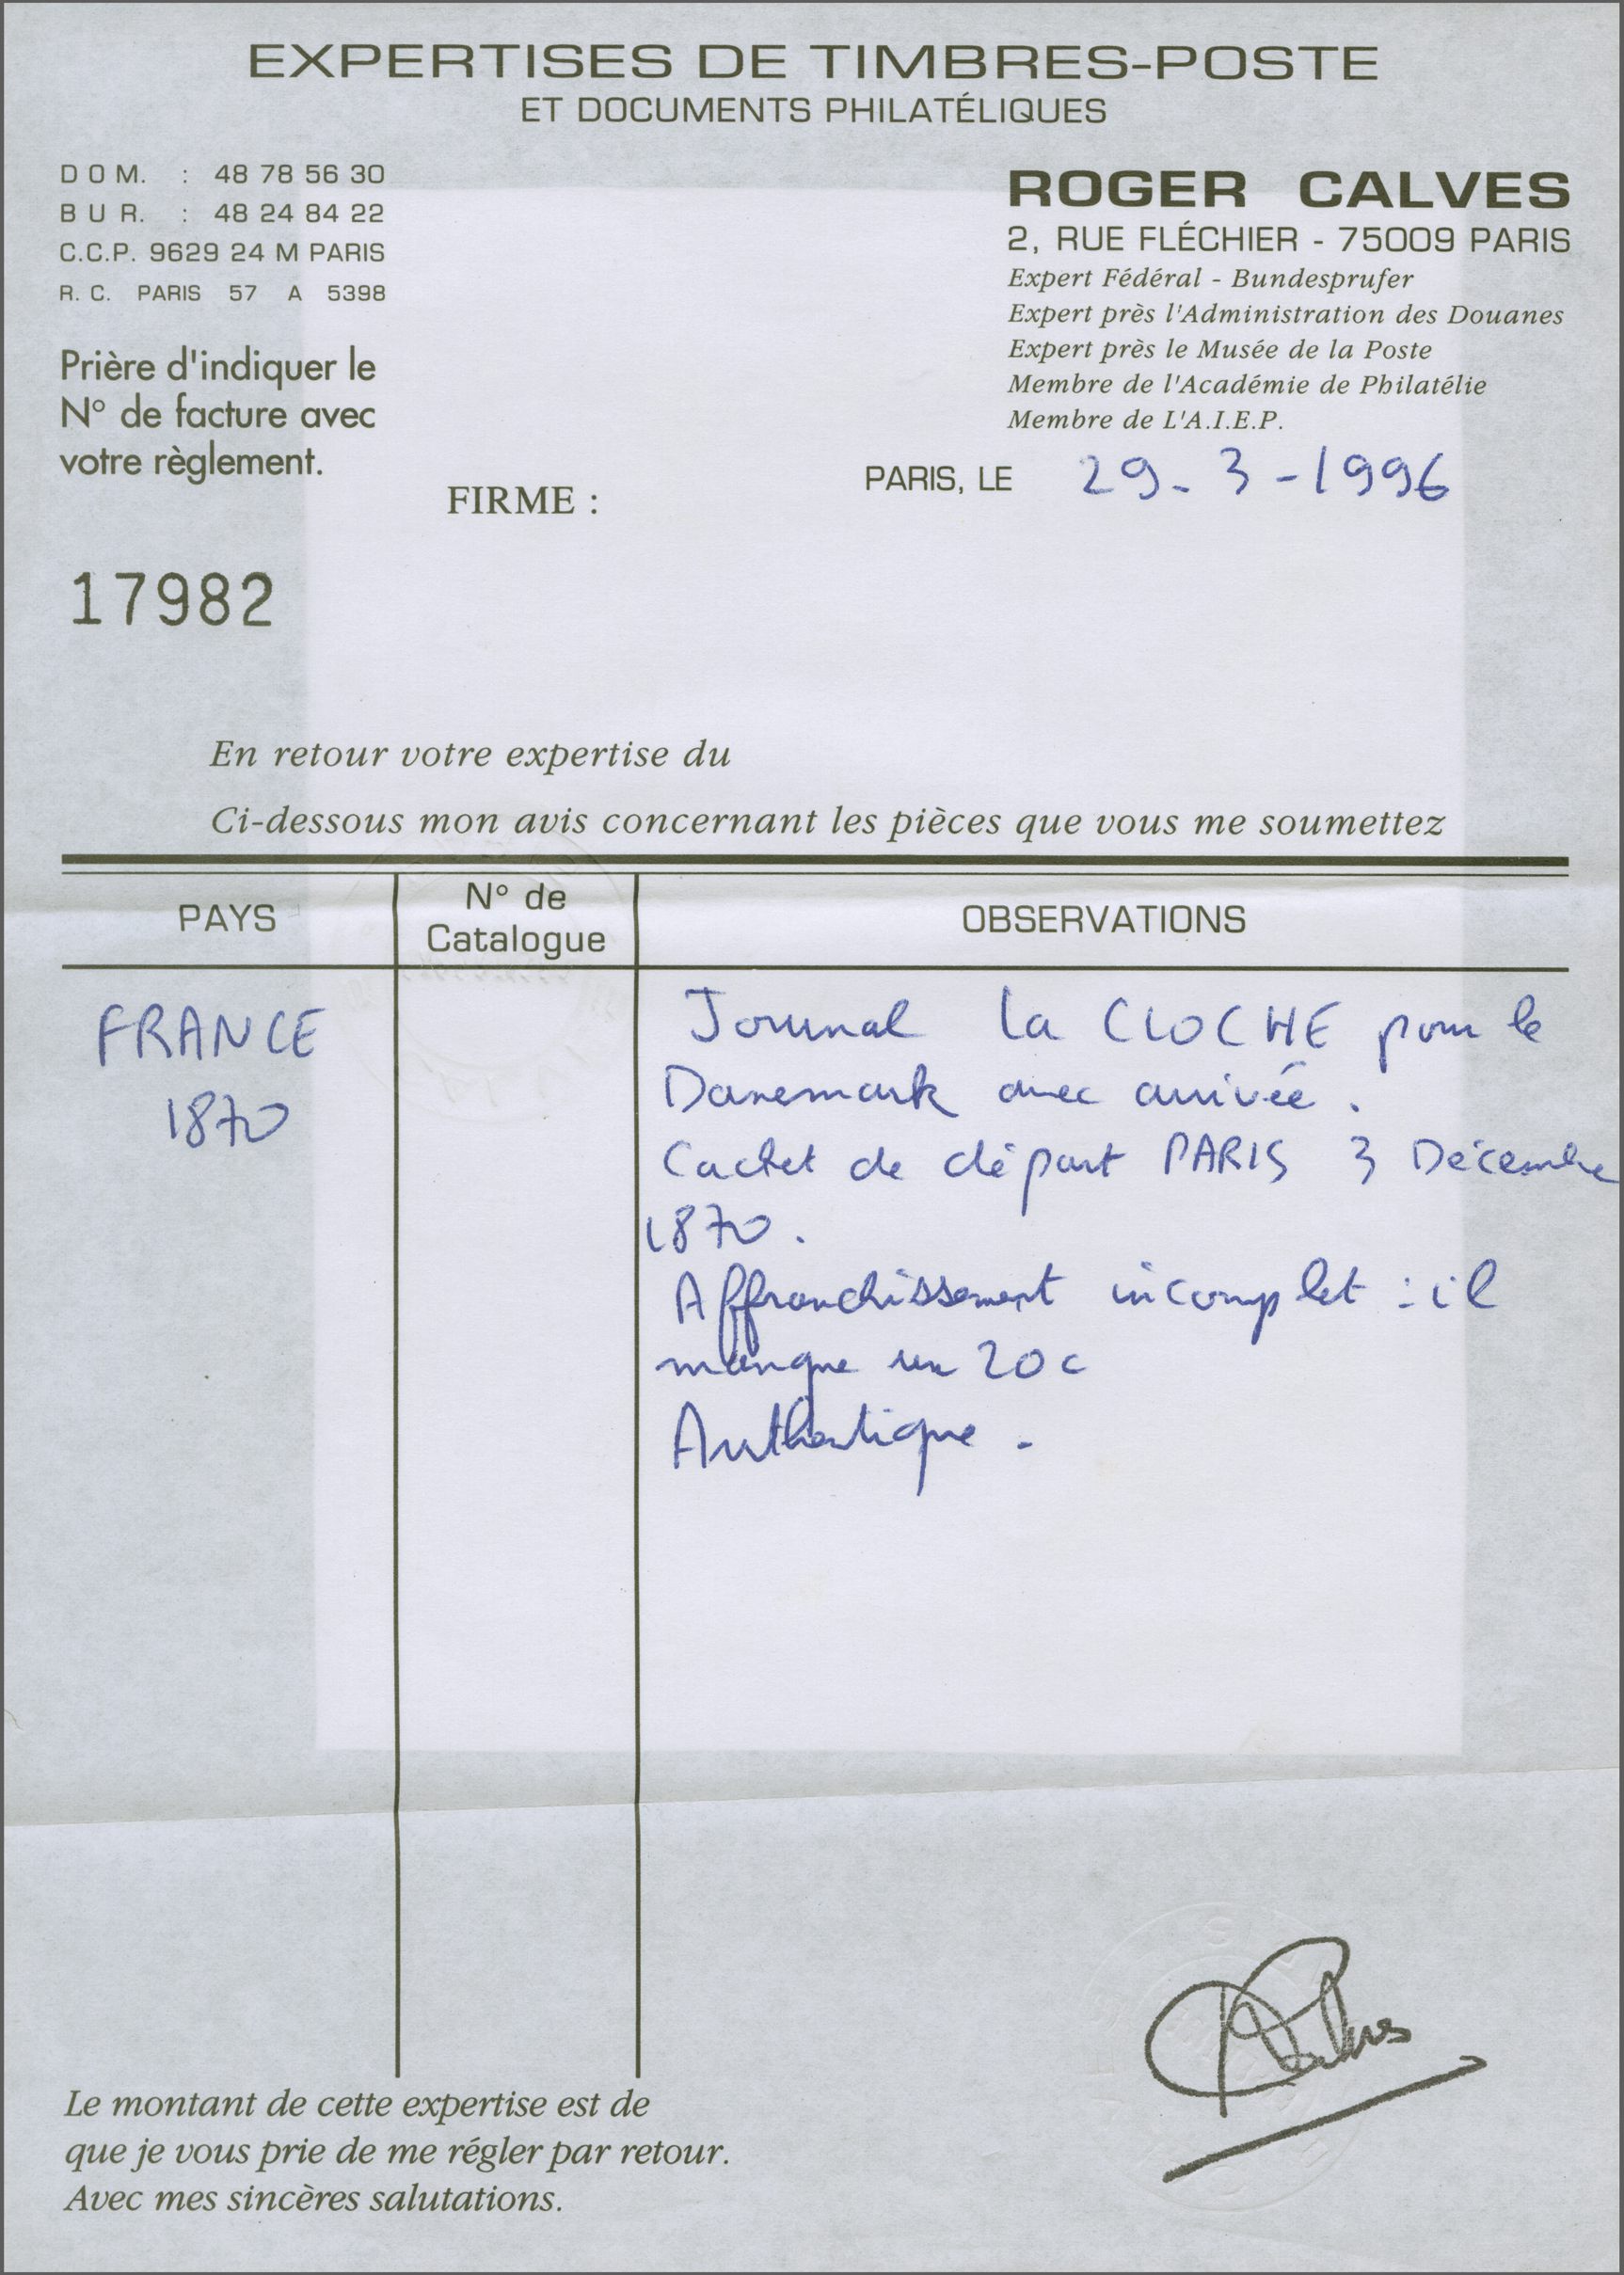 EXPERTISES DE TIMBRES-POSTE
ET DOCUMENTS PHILATÉLIQUES
DOM. : 48 78 56 30
BUR. : 48 24 84 22
C.C.P. 9629 24 M PARIS
R. C. PARIS 57 A 5398
ROGER CALVES
2, RUE FLÉCHIER - 75009 PARIS
Expert Fédéral - Bundesprufer
Expert près l'Administration des Douanes
Expert près le Musée de la Poste
Membre de l'Académie de Philatélie
Membre de L'A.I.E.P.
Prière d'indiquer le
N° de facture avec
votre règlement.
PARIS, LE 29-3-1996
FIRME :
17982
En retour votre expertise du
Ci-dessous mon avis concernant les pièces que vous me soumettez
PAYS
N° de
Catalogue
OBSERVATIONS
FRANCE
1870
Journal la CLOCHE pour le
Danemark avec arrivée.
Cachet de départ PARIS 3 Décembre
1870.
Affranchissement incomplet : il
manque un 20c
Authentique.
Calves
Le montant de cette expertise est de
que je vous prie de me régler par retour.
Avec mes sincères salutations.